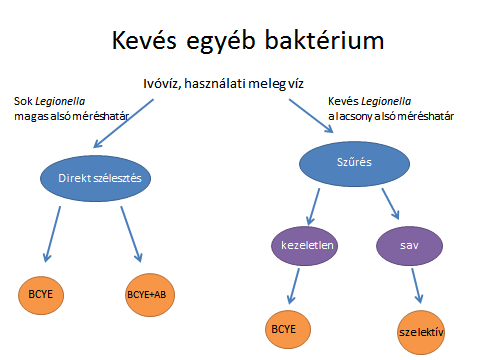 Kevés egyéb baktérium
Ivóvíz, használati meleg víz
Sok Legionella
magas alsó méréshatár
Kevés Legionella
a lacsony alsó méréshatár
Direkt szélesztés
Szűrés
kezeletlen
sav
BCYE
BCYE+AB
BCYE
szelektív